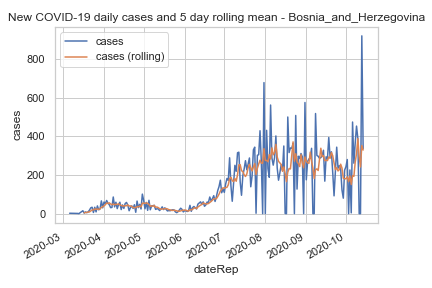 New COVID-19 daily cases and 5 day rolling mean - Bosnia_and_Herzegovina
cases
cases (rolling)
800
600
400
200
0
cases
2020-03
2020-04
2020-05
2020-06
2020-07
2020-08
2020-09
2020-10
dateRep